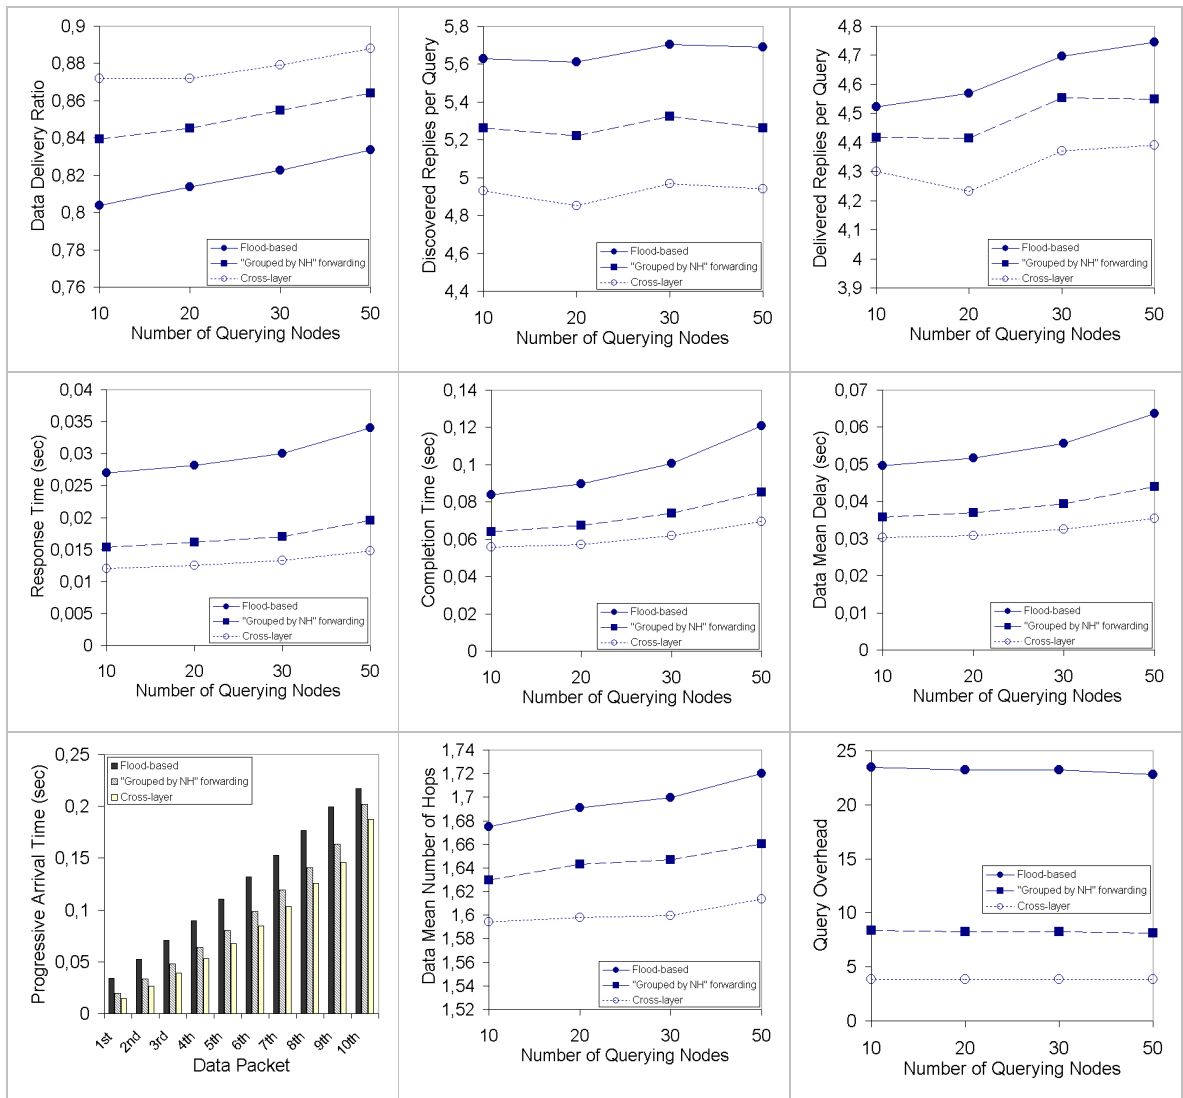 Data Delivery Ratio
0,9
0,88
0,86
0,84
0,82
0,8
0,78
0,76
Flood-based
"Grouped by NH" forwarding
Cross-layer
10 20 30 50
Number of Querying Nodes
Discovered Replies per Query
5,8
5,6
5,4
5,2
5
4,8
4,6
4,4
Flood-based
"Grouped by NH" forwarding
Cross-layer
10 20 30 50
Number of Querying Nodes
Delivered Replies per Query
4,8
4,7
4,6
4,5
4,4
4,3
4,2
4,1
4
3,9
Flood-based
"Grouped by NH" forwarding
Cross-layer
10 20 30 50
Number of Querying Nodes
Response Time (sec)
0,04
0,035
0,03
0,025
0,02
0,015
0,01
0,005
0
Flood-based
"Grouped by NH" forwarding
Cross-layer
10 20 30 50
Number of Querying Nodes
Completion Time (sec)
0,14
0,12
0,1
0,08
0,06
0,04
0,02
0
Flood-based
"Grouped by NH" forwarding
Cross-layer
10 20 30 50
Number of Querying Nodes
Data Mean Delay (sec)
0,07
0,06
0,05
0,04
0,03
0,02
0,01
0
Flood-based
"Grouped by NH" forwarding
Cross-layer
10 20 30 50
Number of Querying Nodes
Progressive Arrival Time (sec)
0,25
0,2
0,15
0,1
0,05
0
Flood-based
"Grouped by NH" forwarding
Cross-layer
1st 2nd 3rd 4th 5th 6th 7th 8th 9th 10th
Data Packet
Data Mean Number of Hops
1,74
1,72
1,7
1,68
1,66
1,64
1,62
1,6
1,58
1,56
1,54
1,52
Flood-based
"Grouped by NH" forwarding
Cross-layer
10 20 30 50
Number of Querying Nodes
Query Overhead
25
20
15
10
5
0
Flood-based
"Grouped by NH" forwarding
Cross-layer
10 20 30 50
Number of Querying Nodes